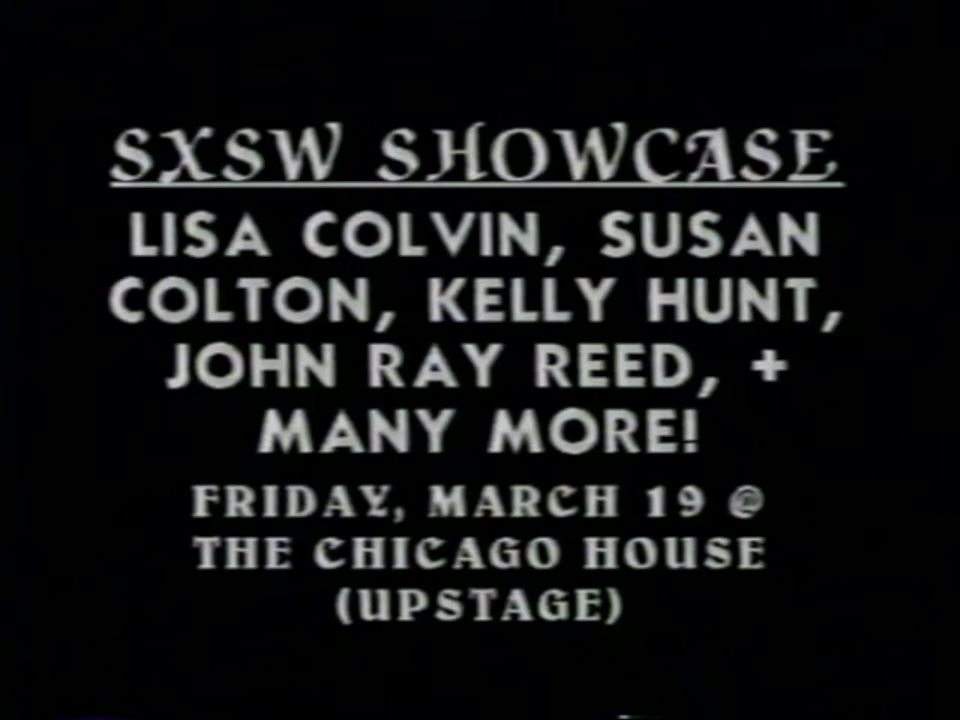 SXSW SHOWCASE
LISA COLVIN, SUSAN
COLTON, KELLY HUNT,
JOHN RAY REED, +
MANY MORE!
FRIDAY, MARCH 19 @
THE CHICAGO HOUSE
(UPSTAGE)